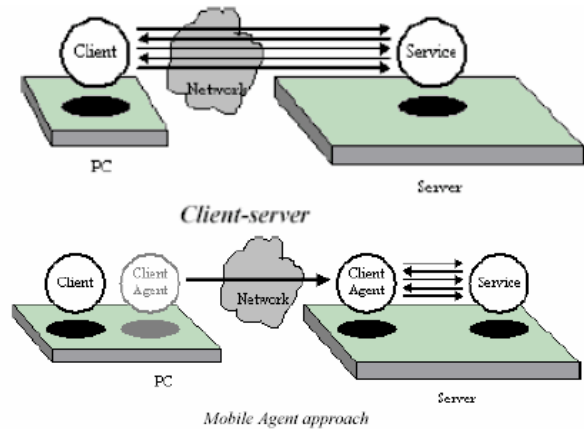 Client
Service
Network
PC
Server
Client-server
Client
Client
Agent
Network
Client
Agent
Service
PC
Server
Mobile Agent approach